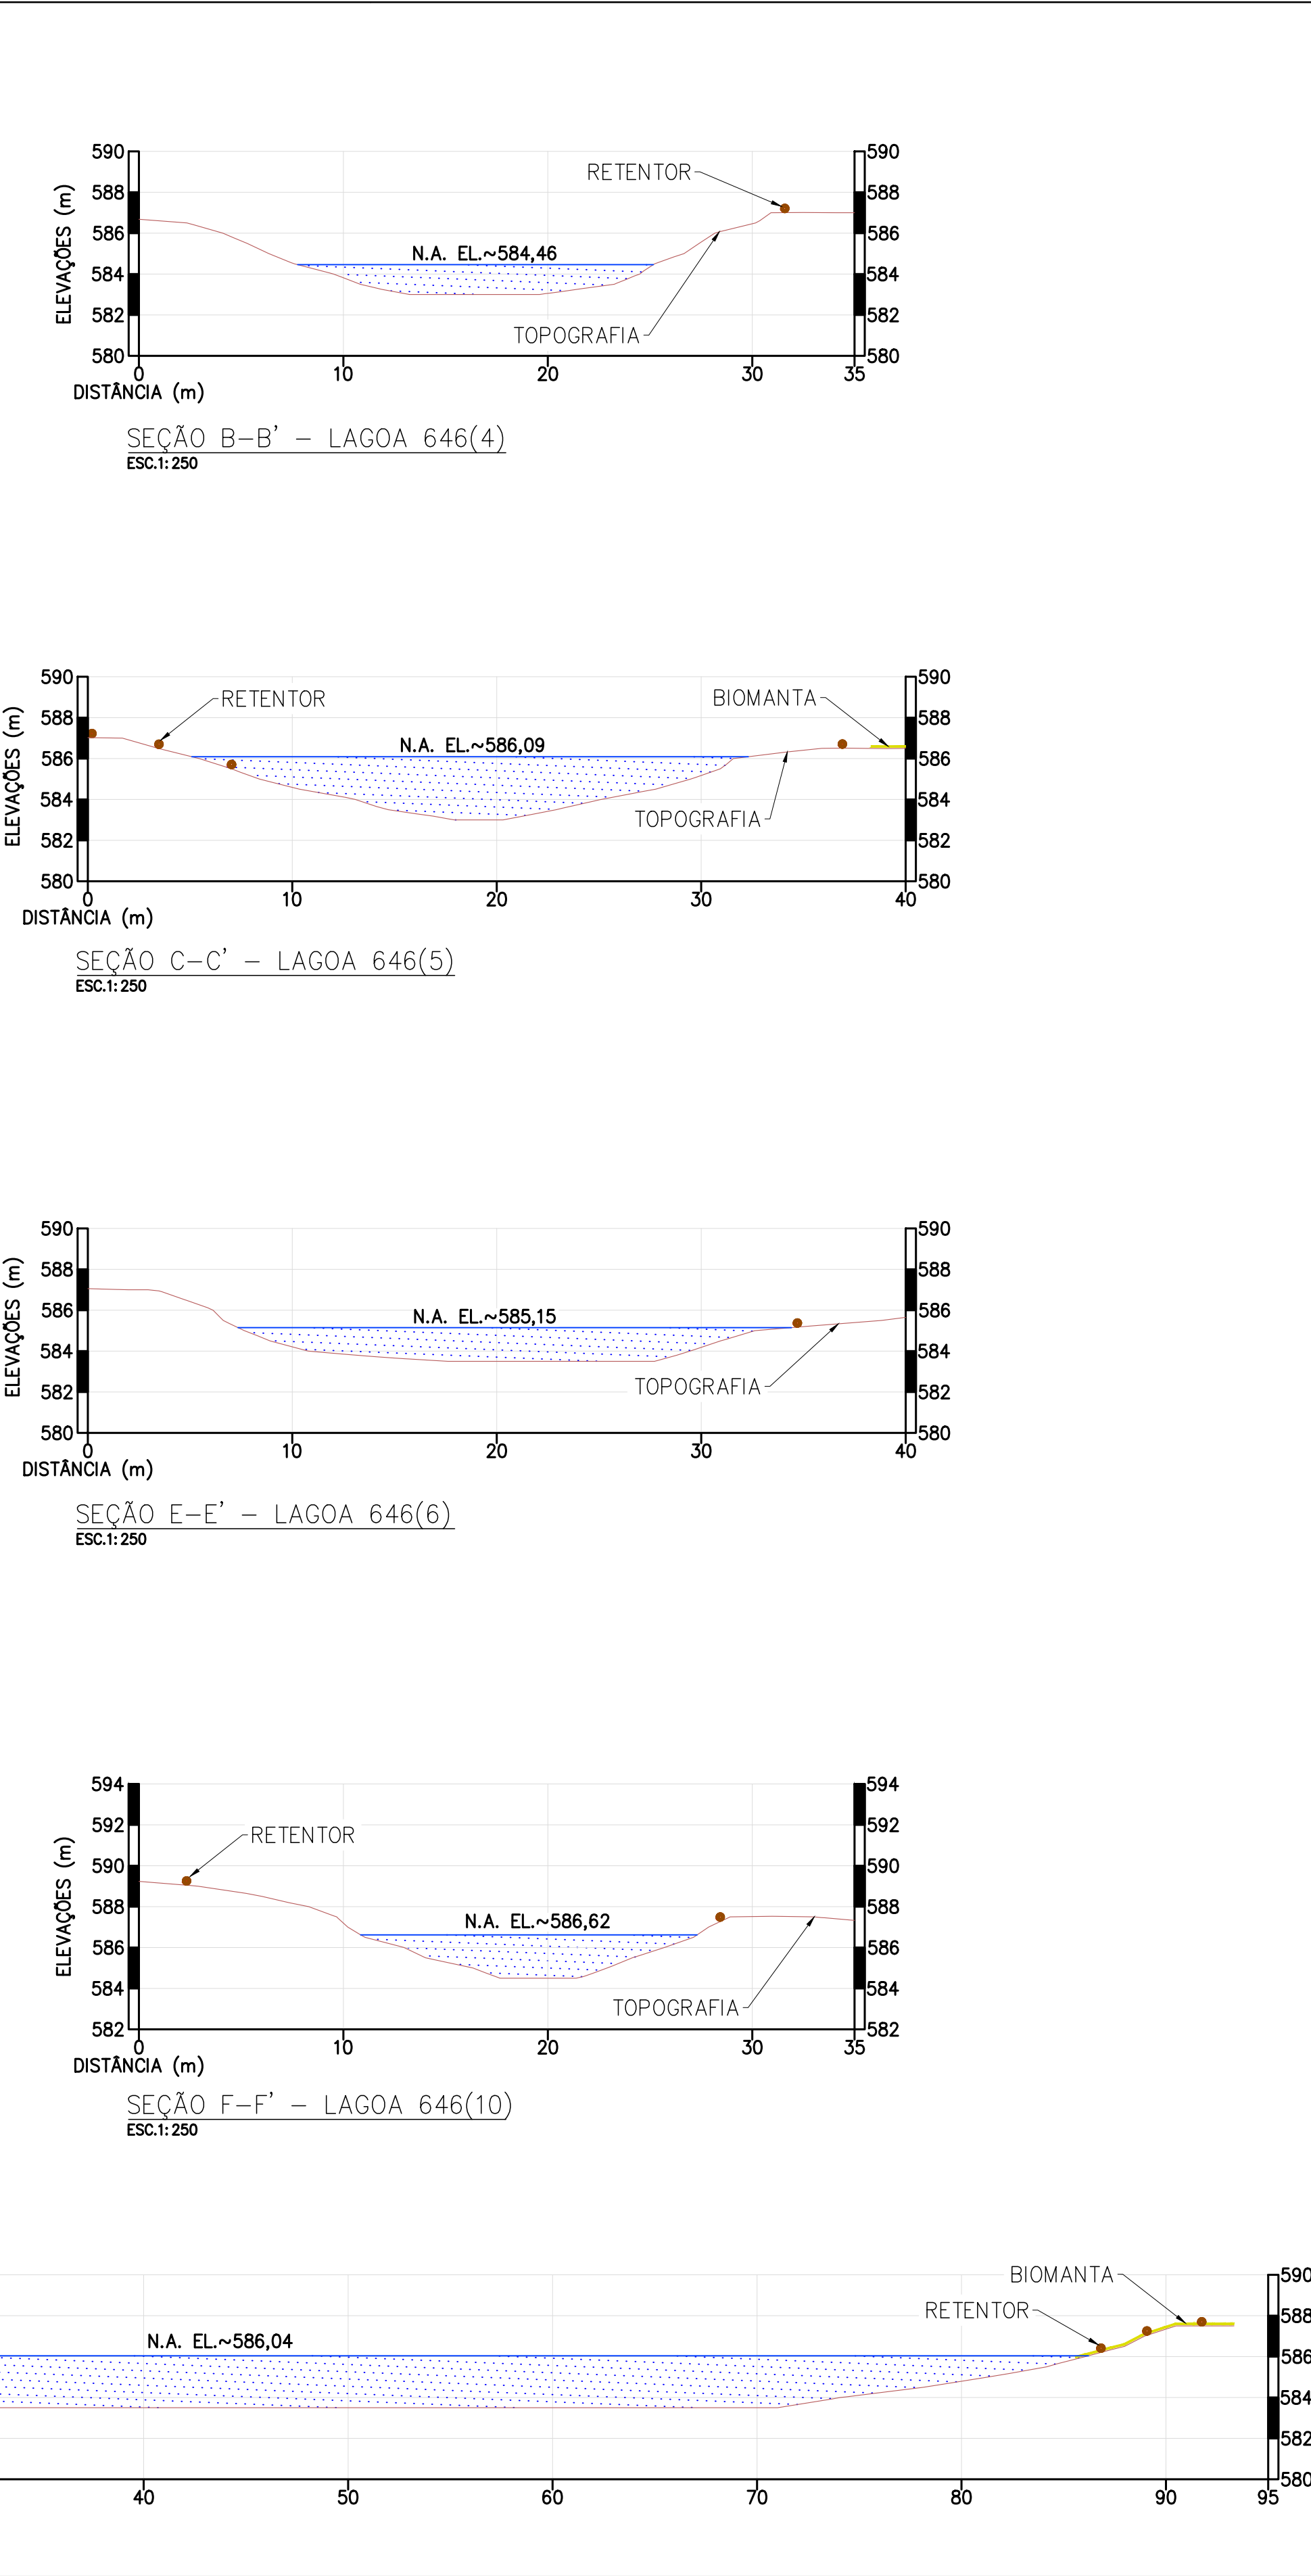 590
590
RETENTOR
588
588
ELEVAÇÕES (m)
586
586
N.A. EL.~584,46
584
584
582
582
TOPOGRAFIA
580
580
0
10
20
30
35
DISTÂNCIA (m)
SEÇÃO B-B' - LAGOA 646(4)
ESC.1:250
590
590
RETENTOR
BIOMANTA
588
588
ELEVAÇÕES (m)
N.A. EL.~586,09
586
586
584
584
TOPOGRAFIA
582
582
580
580
0
10
20
30
40
DISTÂNCIA (m)
SEÇÃO C-C' - LAGOA 646(5)
ESC.1:250
590
590
588
588
ELEVAÇÕES (m)
586
586
N.A. EL.~585,15
584
584
TOPOGRAFIA
582
582
580
580
0
10
20
30
40
DISTÂNCIA (m)
SEÇÃO E-E' - LAGOA 646(6)
ESC.1:250
594
594
592
592
RETENTOR
590
590
ELEVAÇÕES (m)
588
588
N.A. EL.~586,62
586
586
584
584
TOPOGRAFIA
582
582
0
10
20
30
35
DISTÂNCIA (m)
SEÇÃO F-F' - LAGOA 646(10)
ESC.1:250
BIOMANTA
590
RETENTOR
588
N.A. EL.~586,04
586
584
582
580
40
50
60
70
80
90
95